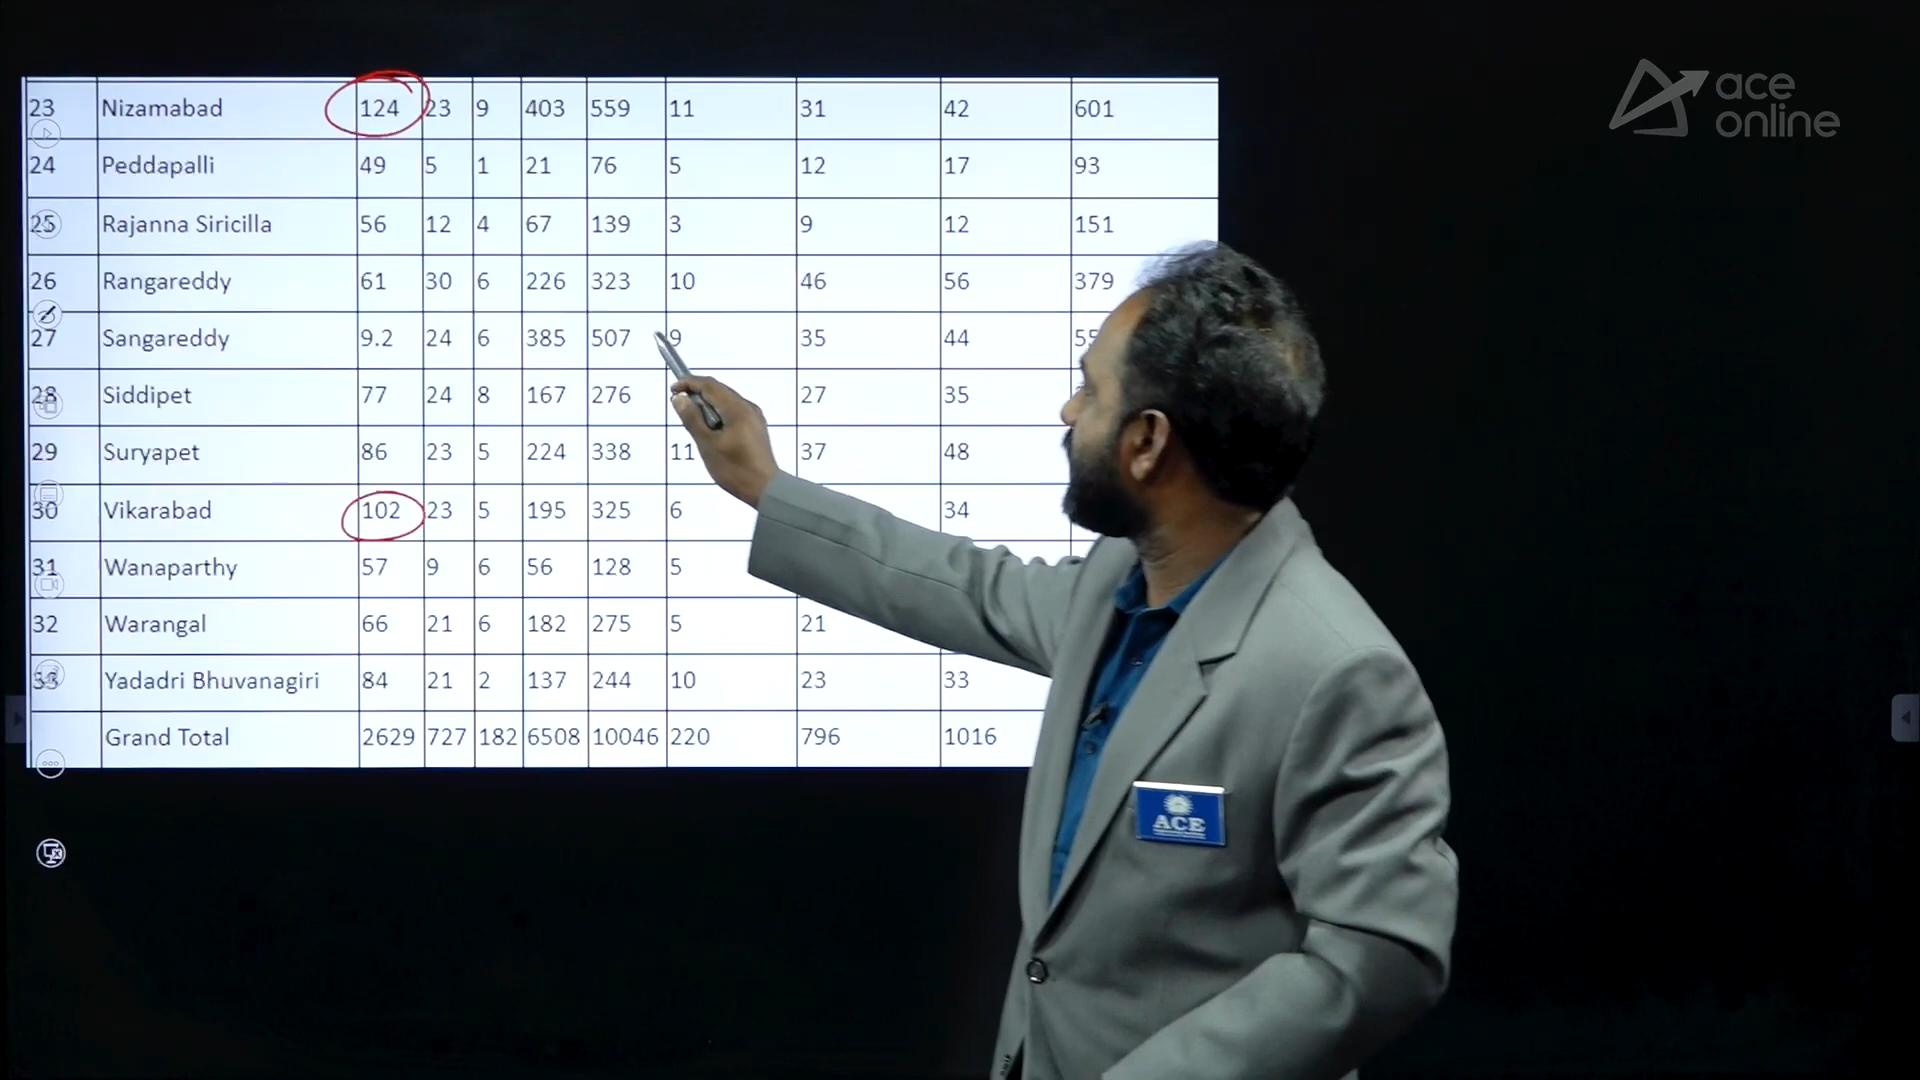 ace
online
23 Nizamabad 124 23 9 403 559 11 31 42 601
24 Peddapalli 49 5 1 21 76 5 12 17 93
25 Rajanna Siricilla 56 12 4 67 139 3 9 12 151
26 Rangareddy 61 30 6 226 323 10 46 56 379
27 Sangareddy 9.2 24 6 385 507 9 35 44
28 Siddipet 77 24 8 167 276 27 35
29 Suryapet 86 23 5 224 338 11 37 48
30 Vikarabad 102 23 5 195 325 6 34
31 Wanaparthy 57 9 6 56 128 5
32 Warangal 66 21 6 182 275 5 21
33 Yadadri Bhuvanagiri 84 21 2 137 244 10 23 33
Grand Total 2629 727 182 6508 10046 220 796 1016
ACE